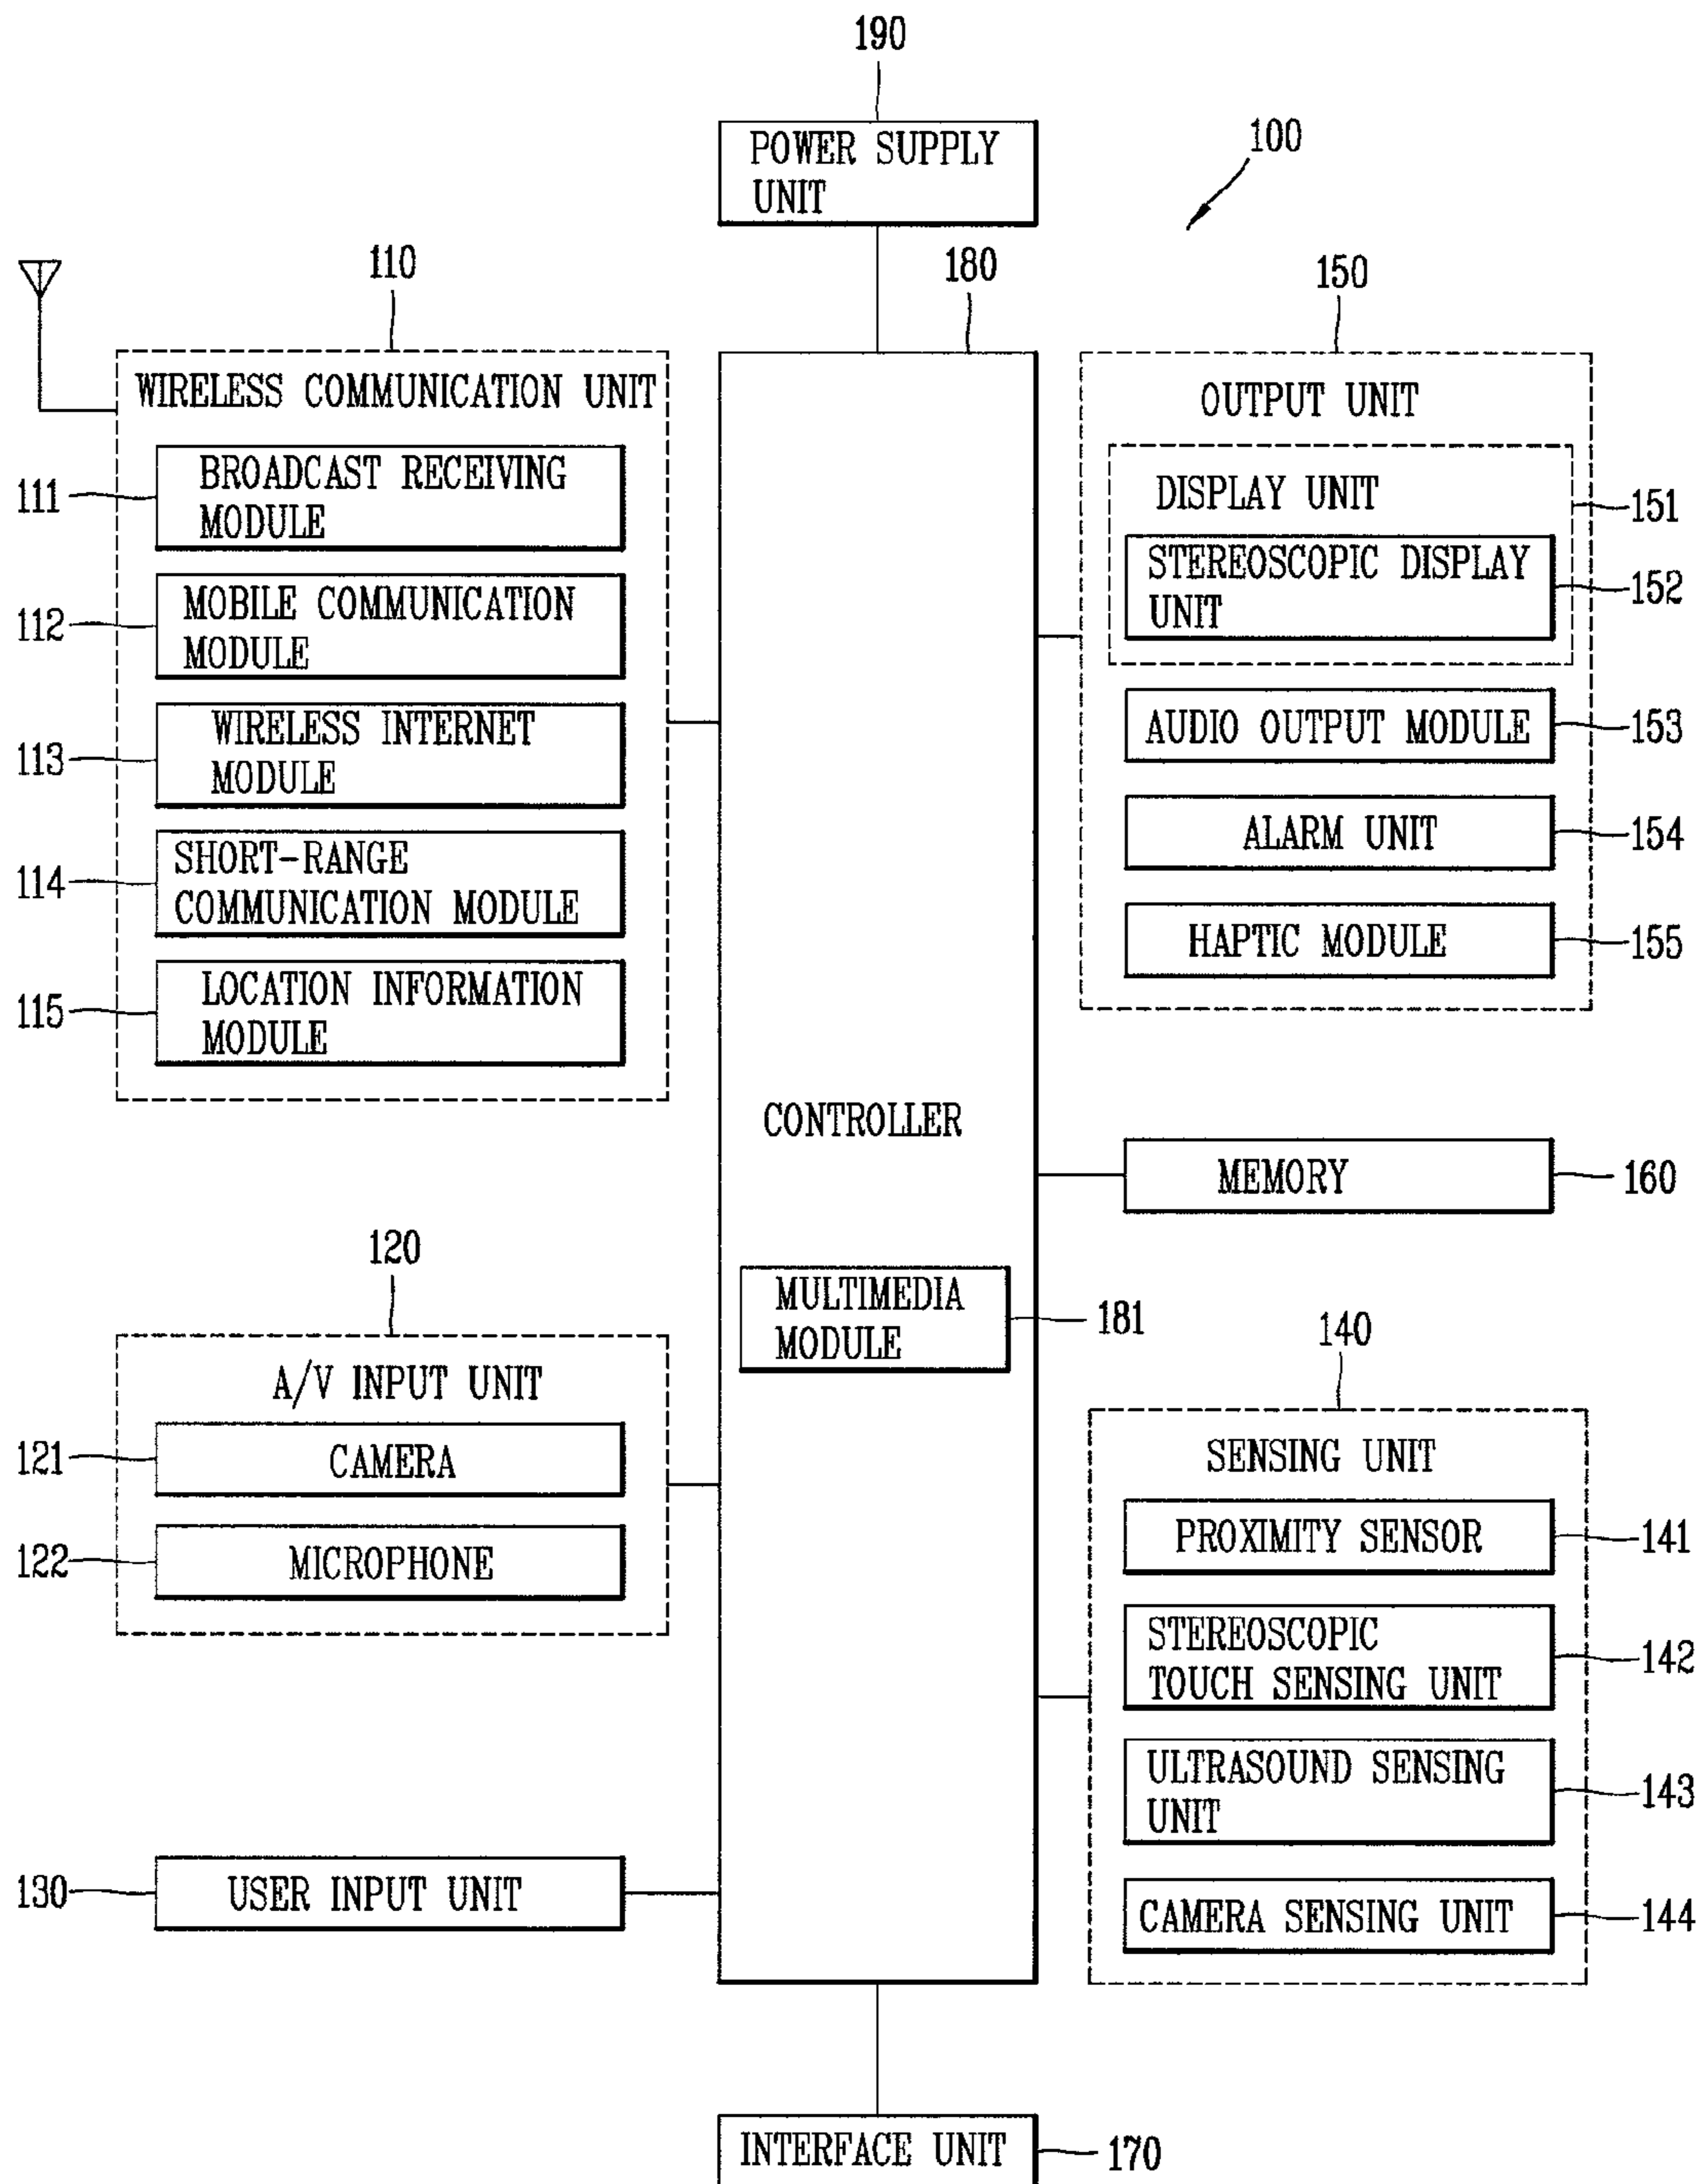 190
POWER SUPPLY
UNIT
100
110
180
150
WIRELESS COMMUNICATION UNIT
111
BROADCAST RECEIVING
MODULE
112
MOBILE COMMUNICATION
MODULE
113
WIRELESS INTERNET
MODULE
114
SHORT-RANGE
COMMUNICATION MODULE
115
LOCATION INFORMATION
MODULE
OUTPUT UNIT
DISPLAY UNIT
151
STEREOSCOPIC DISPLAY
UNIT
152
AUDIO OUTPUT MODULE
153
ALARM UNIT
154
HAPTIC MODULE
155
CONTROLLER
MEMORY
160
MULTIMEDIA
MODULE
181
120
A/V INPUT UNIT
121
CAMERA
122
MICROPHONE
140
SENSING UNIT
PROXIMITY SENSOR
141
STEREOSCOPIC
TOUCH SENSING UNIT
142
ULTRASOUND SENSING
UNIT
143
CAMERA SENSING UNIT
144
130
USER INPUT UNIT
INTERFACE UNIT
170